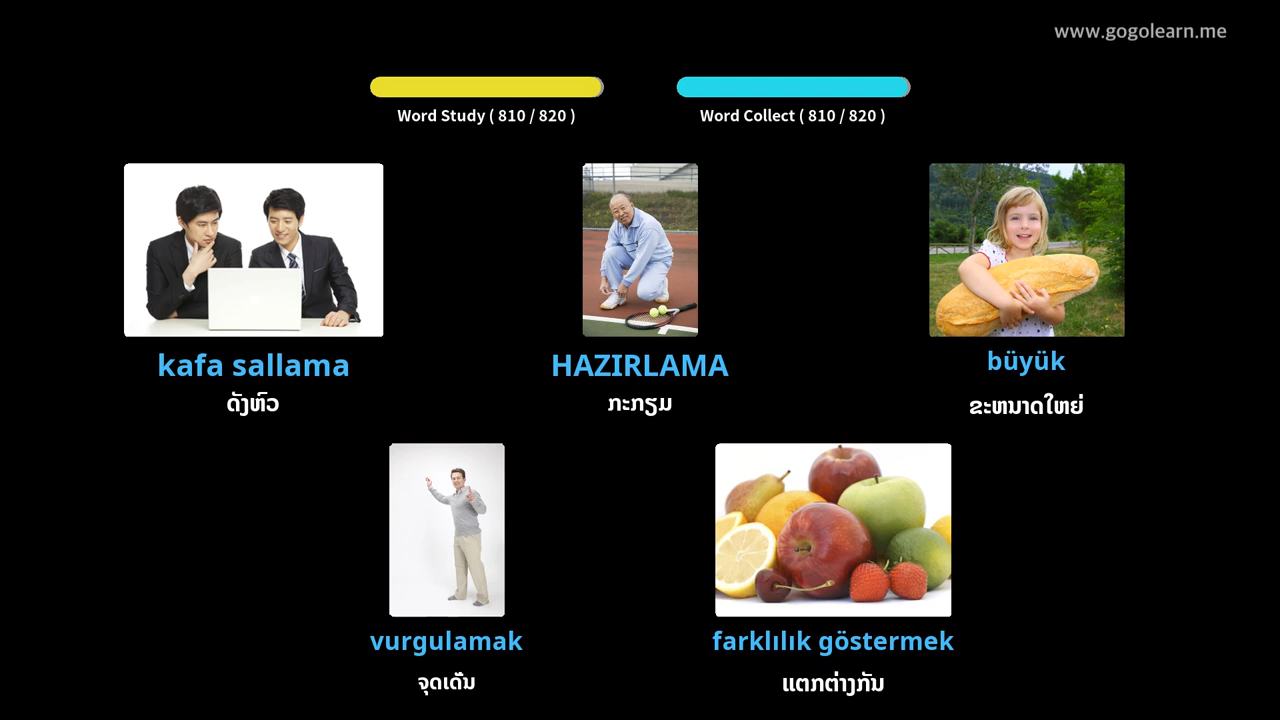 www.gogolearn.me
Word Study ( 810 / 820 )
Word Collect ( 810 / 820 )
kafa sallama
ດັງຫົວ
HAZIRLAMA
ກະກຽມ
büyük
ຂະຫນາດໃຫຍ່
vurgulamak
ຈຸດເດັ່ນ
farklılık göstermek
ແຕກຕ່າງກັນ